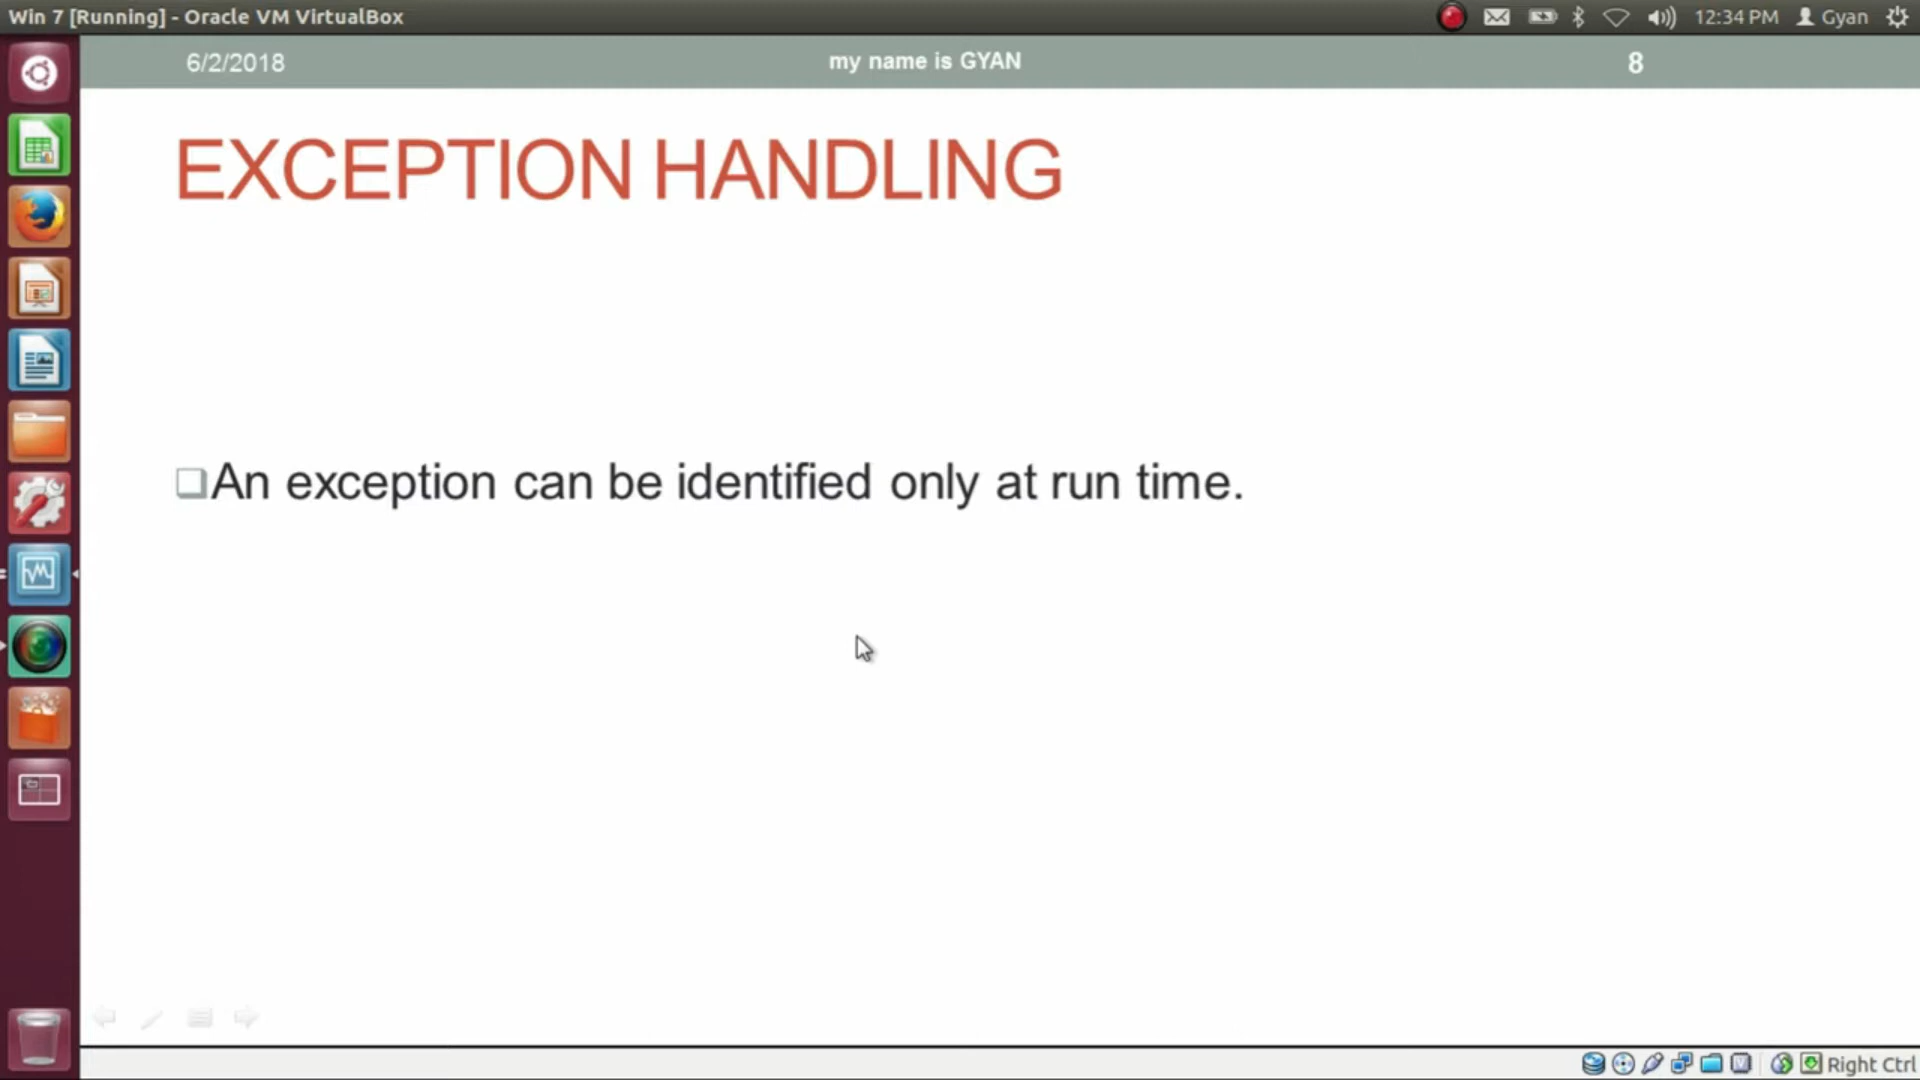 Win 7 [Running] - Oracle VM VirtualBox
12:34 PM
Gyan
6/2/2018
my name is GYAN
8
EXCEPTION HANDLING
An exception can be identified only at run time.
Right Ctrl